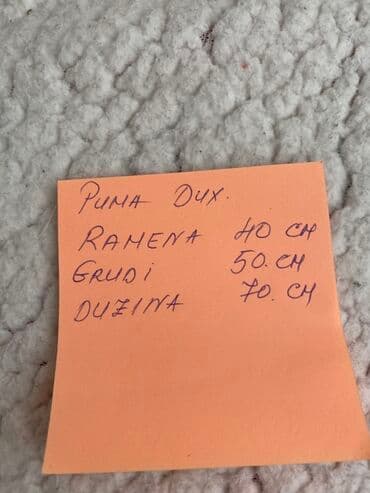 PUMA DUX.
RAMENA 40 CM
GRUDI 50.CM
DUZINA 70.CM